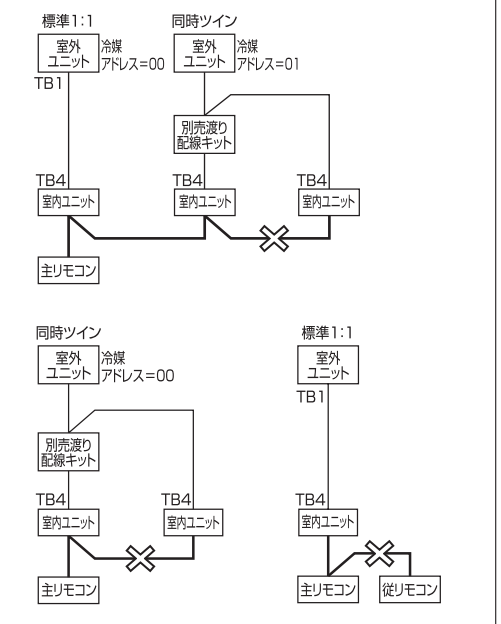 標準1:1
同時ツイン
室外
ユニット
冷媒
アドレス=00
室外
ユニット
冷媒
アドレス=01
TB1
別売渡り
配線キット
TB4
TB4
TB4
室内ユニット
室内ユニット
室内ユニット
主リモコン
同時ツイン
標準1:1
室外
ユニット
冷媒
アドレス=00
室外
ユニット
TB1
別売渡り
配線キット
TB4
TB4
TB4
室内ユニット
室内ユニット
室内ユニット
主リモコン
主リモコン
従リモコン